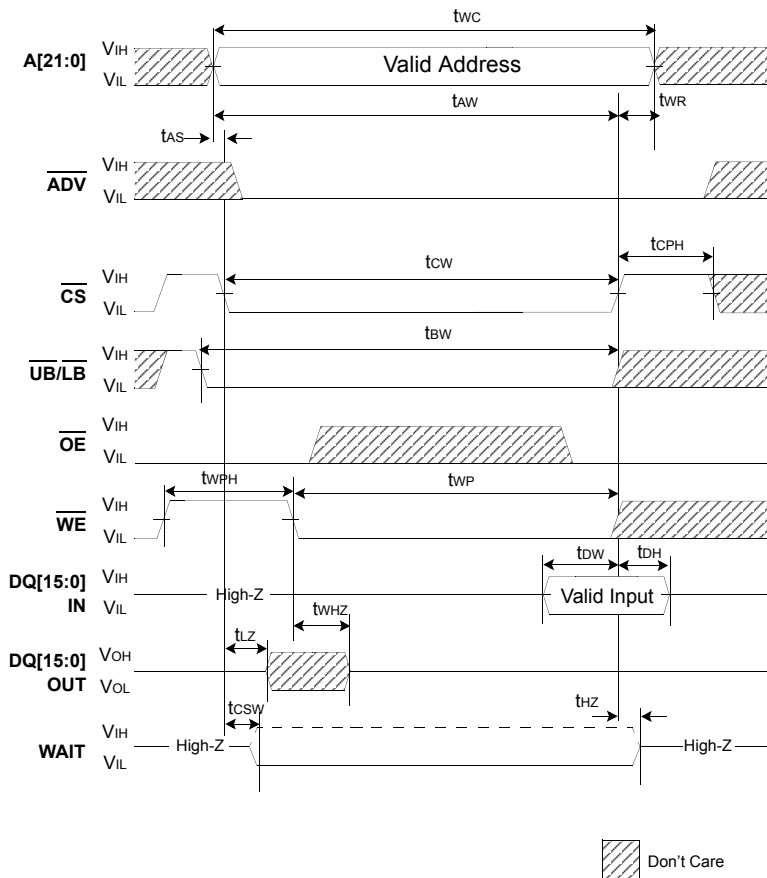 tWC
A[21:0] VIH VIL Valid Address
tAW tWR
tAS
ADV VIH VIL
tCPH
CS VIH VIL tCW
tBW
UB/LB VIH VIL
OE VIH VIL
tWPH tWP
WE VIH VIL
tDW tDH
DQ[15:0] IN VIH VIL High-Z Valid Input
tWHZ
tLZ
DQ[15:0] OUT VOH VOL
tCSW tHZ
WAIT VIH VIL High-Z High-Z
Don't Care